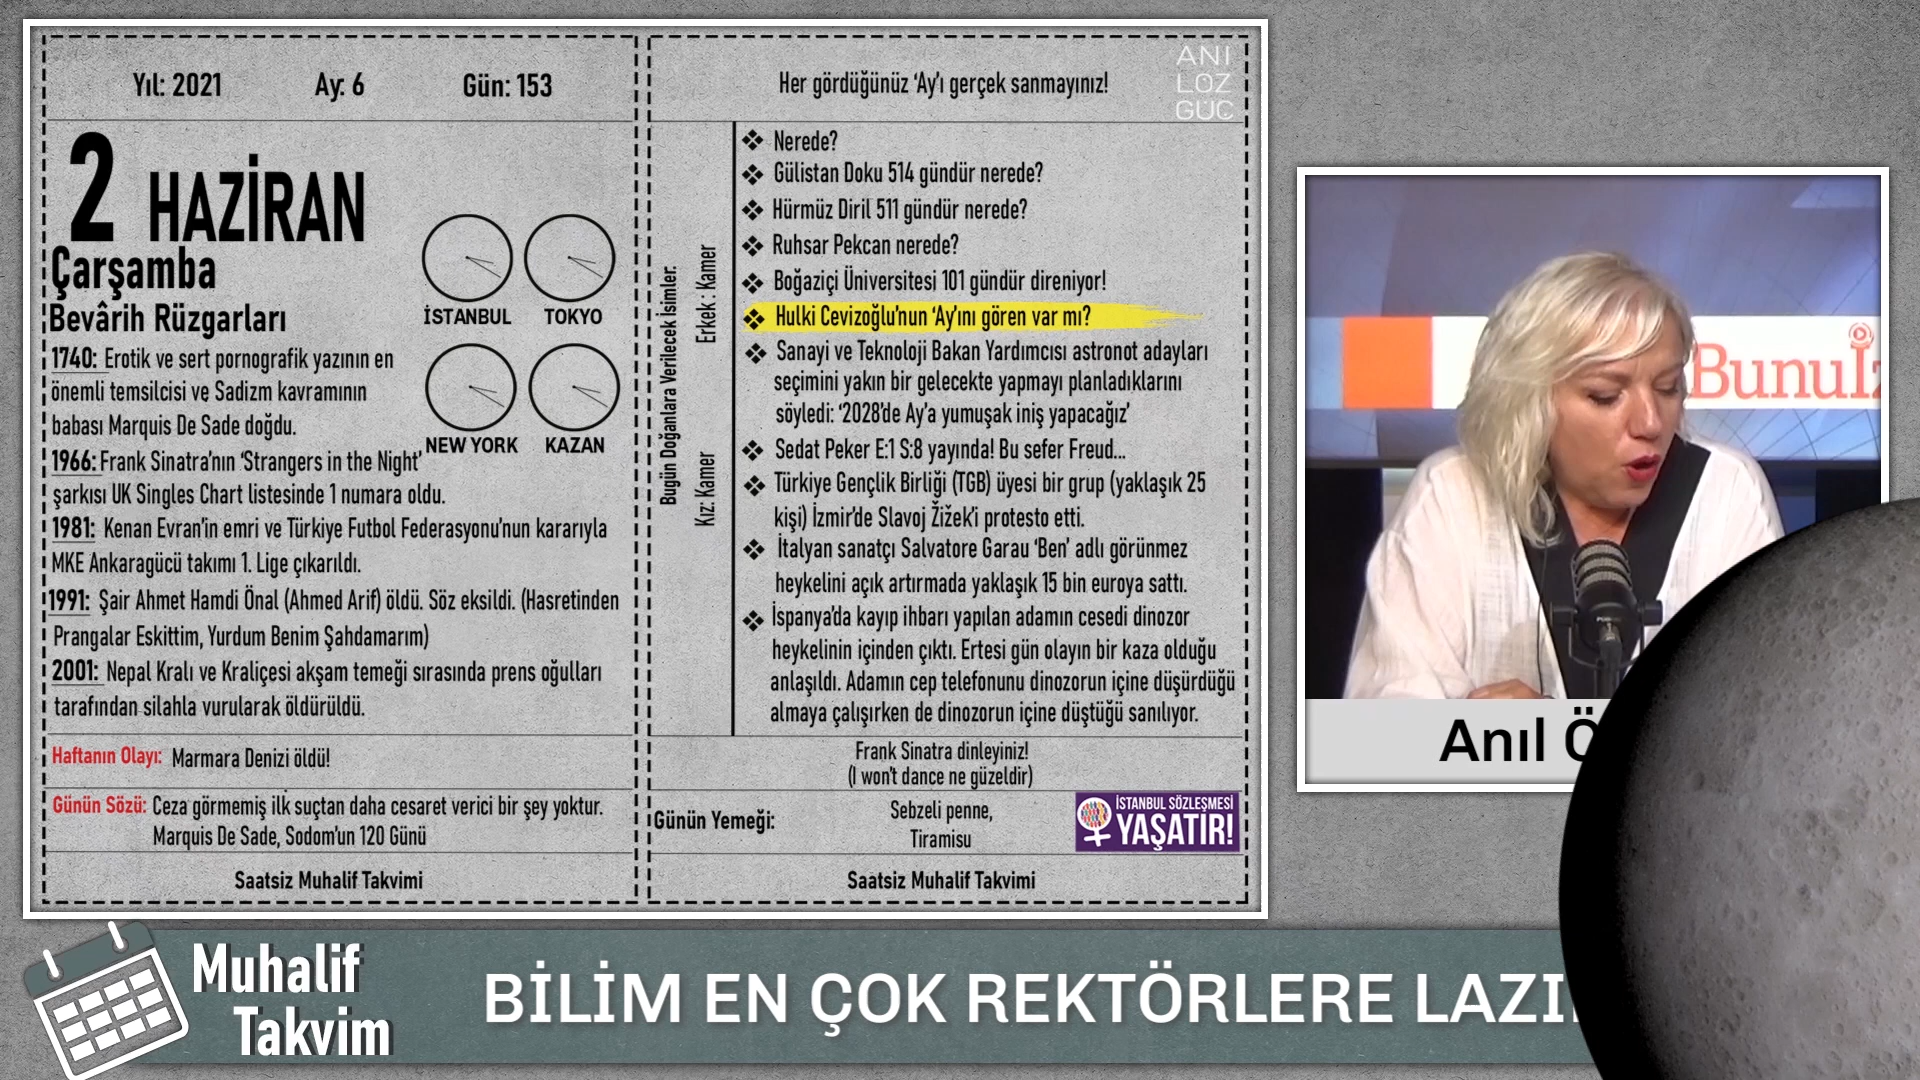 Yıl: 2021 Ay: 6 Gün: 153
2 HAZİRAN
Çarşamba
Bevârih Rüzgarları
İSTANBUL TOKYO
NEW YORK KAZAN
1740: Erotik ve sert pornografik yazının en
önemli temsilcisi ve Sadizm kavramının
babası Marquis De Sade doğdu.
1966: Frank Sinatra'nın 'Strangers in the Night'
şarkısı UK Singles Chart listesinde 1 numara oldu.
1981: Kenan Evran'in emri ve Türkiye Futbol Federasyonu'nun kararıyla
MKE Ankaragücü takımı 1. Lige çıkarıldı.
1991: Şair Ahmet Hamdi Önal (Ahmed Arif) öldü. Söz eksildi. (Hasretinden
Prangalar Eskittim, Yurdum Benim Şahdamarım)
2001: Nepal Kralı ve Kraliçesi akşam temeği sırasında prens oğulları
tarafından silahla vurularak öldürüldü.
Haftanın Olayı: Marmara Denizi öldü!
Günün Sözü: Ceza görmemiş ilk suçtan daha cesaret verici bir şey yoktur.
Marquis De Sade, Sodom'un 120 Günü
Saatsiz Muhalif Takvimi
Her gördüğünüz 'Ay'ı gerçek sanmayınız!
ANI
LÖZ
GÜÇ
Bugün Doğanlara Verilecek İsimler:
Erkek: Kamer
Kız: Kamer
❖ Nerede?
❖ Gülistan Doku 514 gündür nerede?
❖ Hürmüz Diril 511 gündür nerede?
❖ Ruhsar Pekcan nerede?
❖ Boğaziçi Üniversitesi 101 gündür direniyor!
❖ Hulki Cevizoğlu'nun 'Ay'ını gören var mı?
❖ Sanayi ve Teknoloji Bakan Yardımcısı astronot adayları
seçimini yakın bir gelecekte yapmayı planladıklarını
söyledi: '2028'de Ay'a yumuşak iniş yapacağız'
❖ Sedat Peker E:1 S:8 yayında! Bu sefer Freud...
❖ Türkiye Gençlik Birliği (TGB) üyesi bir grup (yaklaşık 25
kişi) İzmir'de Slavoj Žižek'i protesto etti.
❖ İtalyan sanatçı Salvatore Garau 'Ben' adlı görünmez
heykelini açık artırmada yaklaşık 15 bin euroya sattı.
❖ İspanya'da kayıp ihbarı yapılan adamın cesedi dinozor
heykelinin içinden çıktı. Ertesi gün olayın bir kaza olduğu
anlaşıldı. Adamın cep telefonunu dinozorun içine düşürdüğü
almaya çalışırken de dinozorun içine düştüğü sanılıyor.
Frank Sinatra dinleyiniz!
(I won't dance ne güzeldir)
Günün Yemeği: Sebzeli penne,
Tiramisu
İSTANBUL SÖZLEŞMESİ
YAŞATIR!
Saatsiz Muhalif Takvimi
Bunuİz
Anıl Ö
Muhalif
Takvim
BİLİM EN ÇOK REKTÖRLERE LAZI